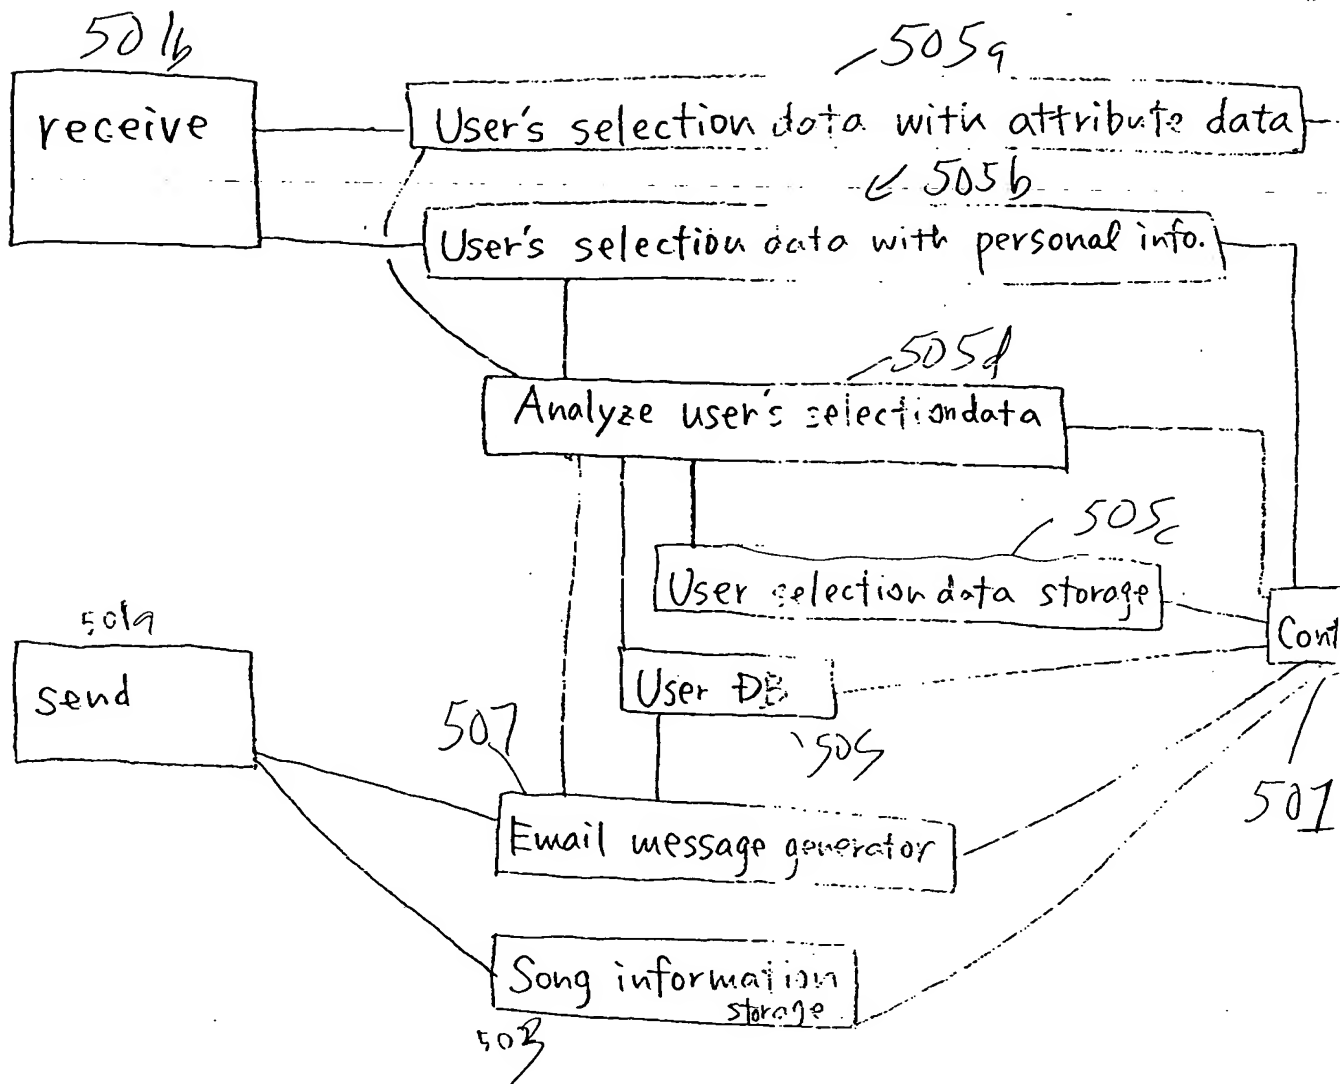 501b
505a
receive
User's selection data with attribute data
505b
User's selection data with personal info.
505d
Analyze user's selection data
505c
User selection data storage
501a
Cont
send
User DB
507
505
501
Email message generator
Song information
storage
503